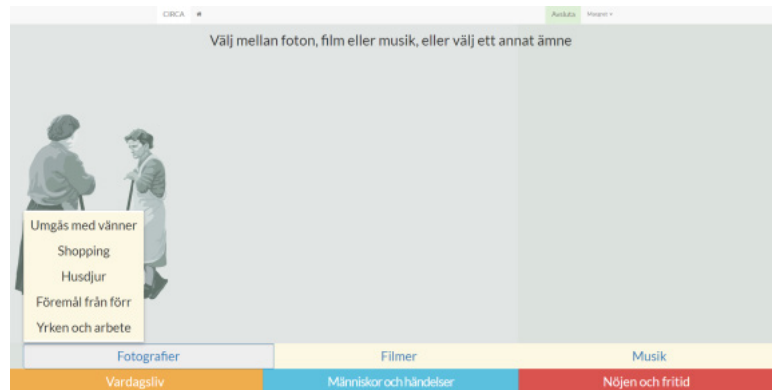 CIRCA
Avsluta
Välj mellan foton, film eller musik, eller välj ett annat ämne
Umgås med vänner
Shopping
Husdjur
Föremål från förr
Yrken och arbete
Fotografier Filmer Musik
Vardagsliv Människor och händelser Nöjen och fritid